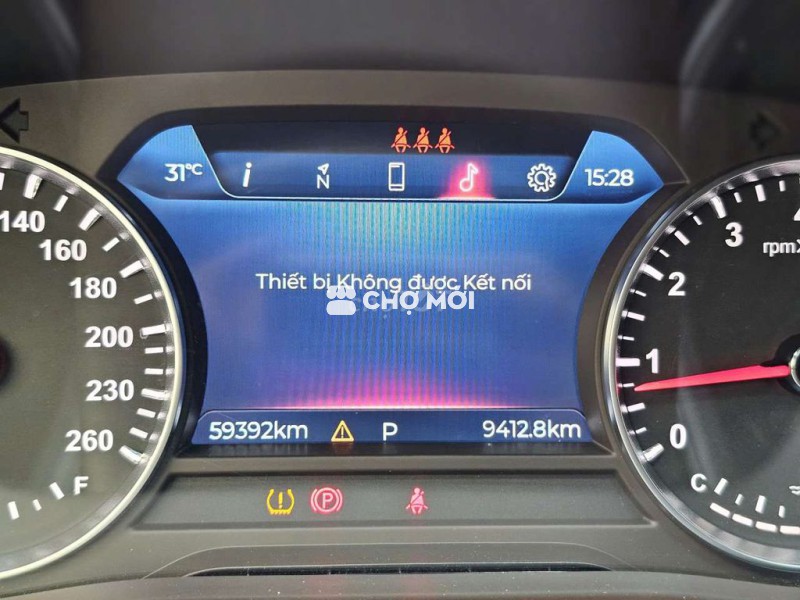 31°C
i
N
15:28
140
160
180
200
230
260
F
Thiết bị Không được Kết nối
CHỢ MỚI
59392km
P
9412.8km
P
3
2
1
0
rpmX
C